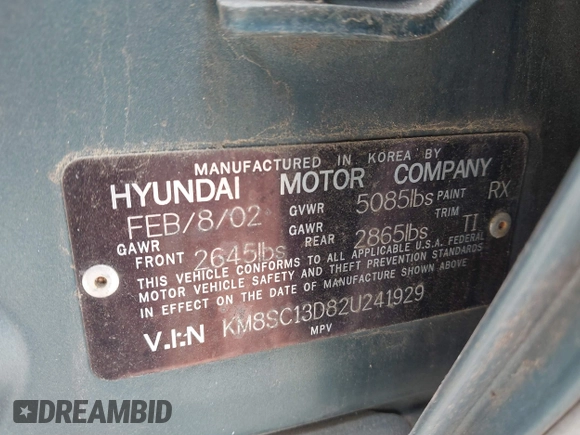 MANUFACTURED IN KOREA BY
HYUNDAI MOTOR COMPANY
FEB/8/02 GVWR 5085lbs PAINT RX
GAWR FRONT 2645lbs GAWR REAR 2865lbs TRIM TI
THIS VEHICLE CONFORMS TO ALL APPLICABLE U.S.A. FEDERAL
MOTOR VEHICLE SAFETY AND THEFT PREVENTION STANDARDS
IN EFFECT ON THE DATE OF MANUFACTURE SHOWN ABOVE
V.I.N KM8SC13D82U241929
MPV
DREAMBID